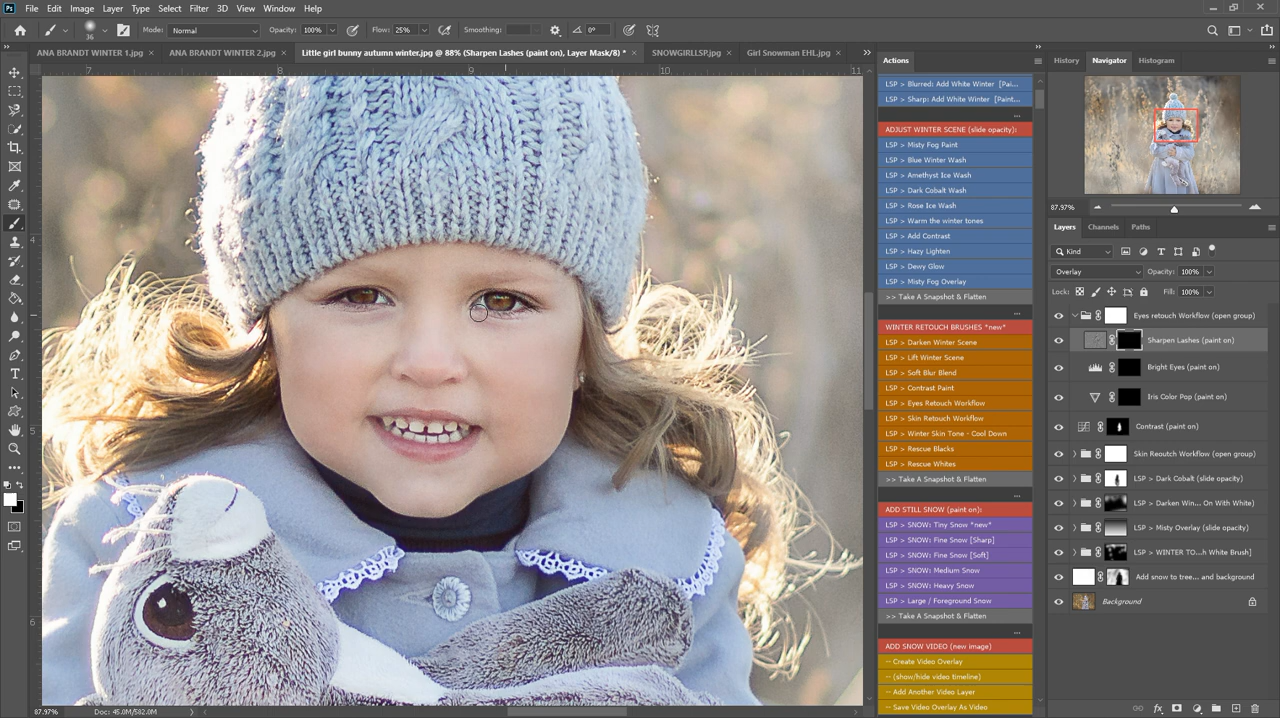 Ps File Edit Image Layer Type Select Filter 3D View Window Help
36 Mode: Normal Opacity: 100% Flow: 25% Smoothing: 0°
ANA BRANDT WINTER 1.jpg × ANA BRANDT WINTER 2.jpg × Little girl bunny autumn winter.jpg @ 88% (Sharpen Lashes (paint on), Layer Mask/8) * × SNOWGIRLLSP.jpg × Girl Snowman EHL.jpg ×
7 8 9 10 11
4
5
6
Actions
LSP > Blurred: Add White Winter [Pai...
LSP > Sharp: Add White Winter [Paint...
...
ADJUST WINTER SCENE (slide opacity):
LSP > Misty Fog Paint
LSP > Blue Winter Wash
LSP > Amethyst Ice Wash
LSP > Dark Cobalt Wash
LSP > Rose Ice Wash
LSP > Warm the winter tones
LSP > Add Contrast
LSP > Hazy Lighten
LSP > Dewy Glow
LSP > Misty Fog Overlay
>> Take A Snapshot & Flatten
...
WINTER RETOUCH BRUSHES *new*
LSP > Darken Winter Scene
LSP > Lift Winter Scene
LSP > Soft Blur Blend
LSP > Contrast Paint
LSP > Eyes Retouch Workflow
LSP > Skin Retouch Workflow
LSP > Winter Skin Tone - Cool Down
LSP > Rescue Blacks
LSP > Rescue Whites
>> Take A Snapshot & Flatten
...
ADD STILL SNOW (paint on):
LSP > SNOW: Tiny Snow *new*
LSP > SNOW: Fine Snow [Sharp]
LSP > SNOW: Fine Snow [Soft]
LSP > SNOW: Medium Snow
LSP > SNOW: Heavy Snow
LSP > Large / Foreground Snow
>> Take A Snapshot & Flatten
...
ADD SNOW VIDEO (new image)
-- Create Video Overlay
-- (show/hide video timeline)
-- Add Another Video Layer
-- Save Video Overlay As Video
History Navigator Histogram
87.97%
Layers Channels Paths
Kind
Overlay Opacity: 100%
Lock: Fill: 100%
Eyes retouch Workflow (open group)
Sharpen Lashes (paint on)
Bright Eyes (paint on)
Iris Color Pop (paint on)
Contrast (paint on)
Skin Reoutch Workflow (open group)
LSP > Dark Cobalt (slide opacity)
LSP > Darken Win... On With White)
LSP > Misty Overlay (slide opacity)
LSP > WINTER TO...h White Brush]
Add snow to tree... and background
Background
87.97% Doc: 45.0M/582.0M